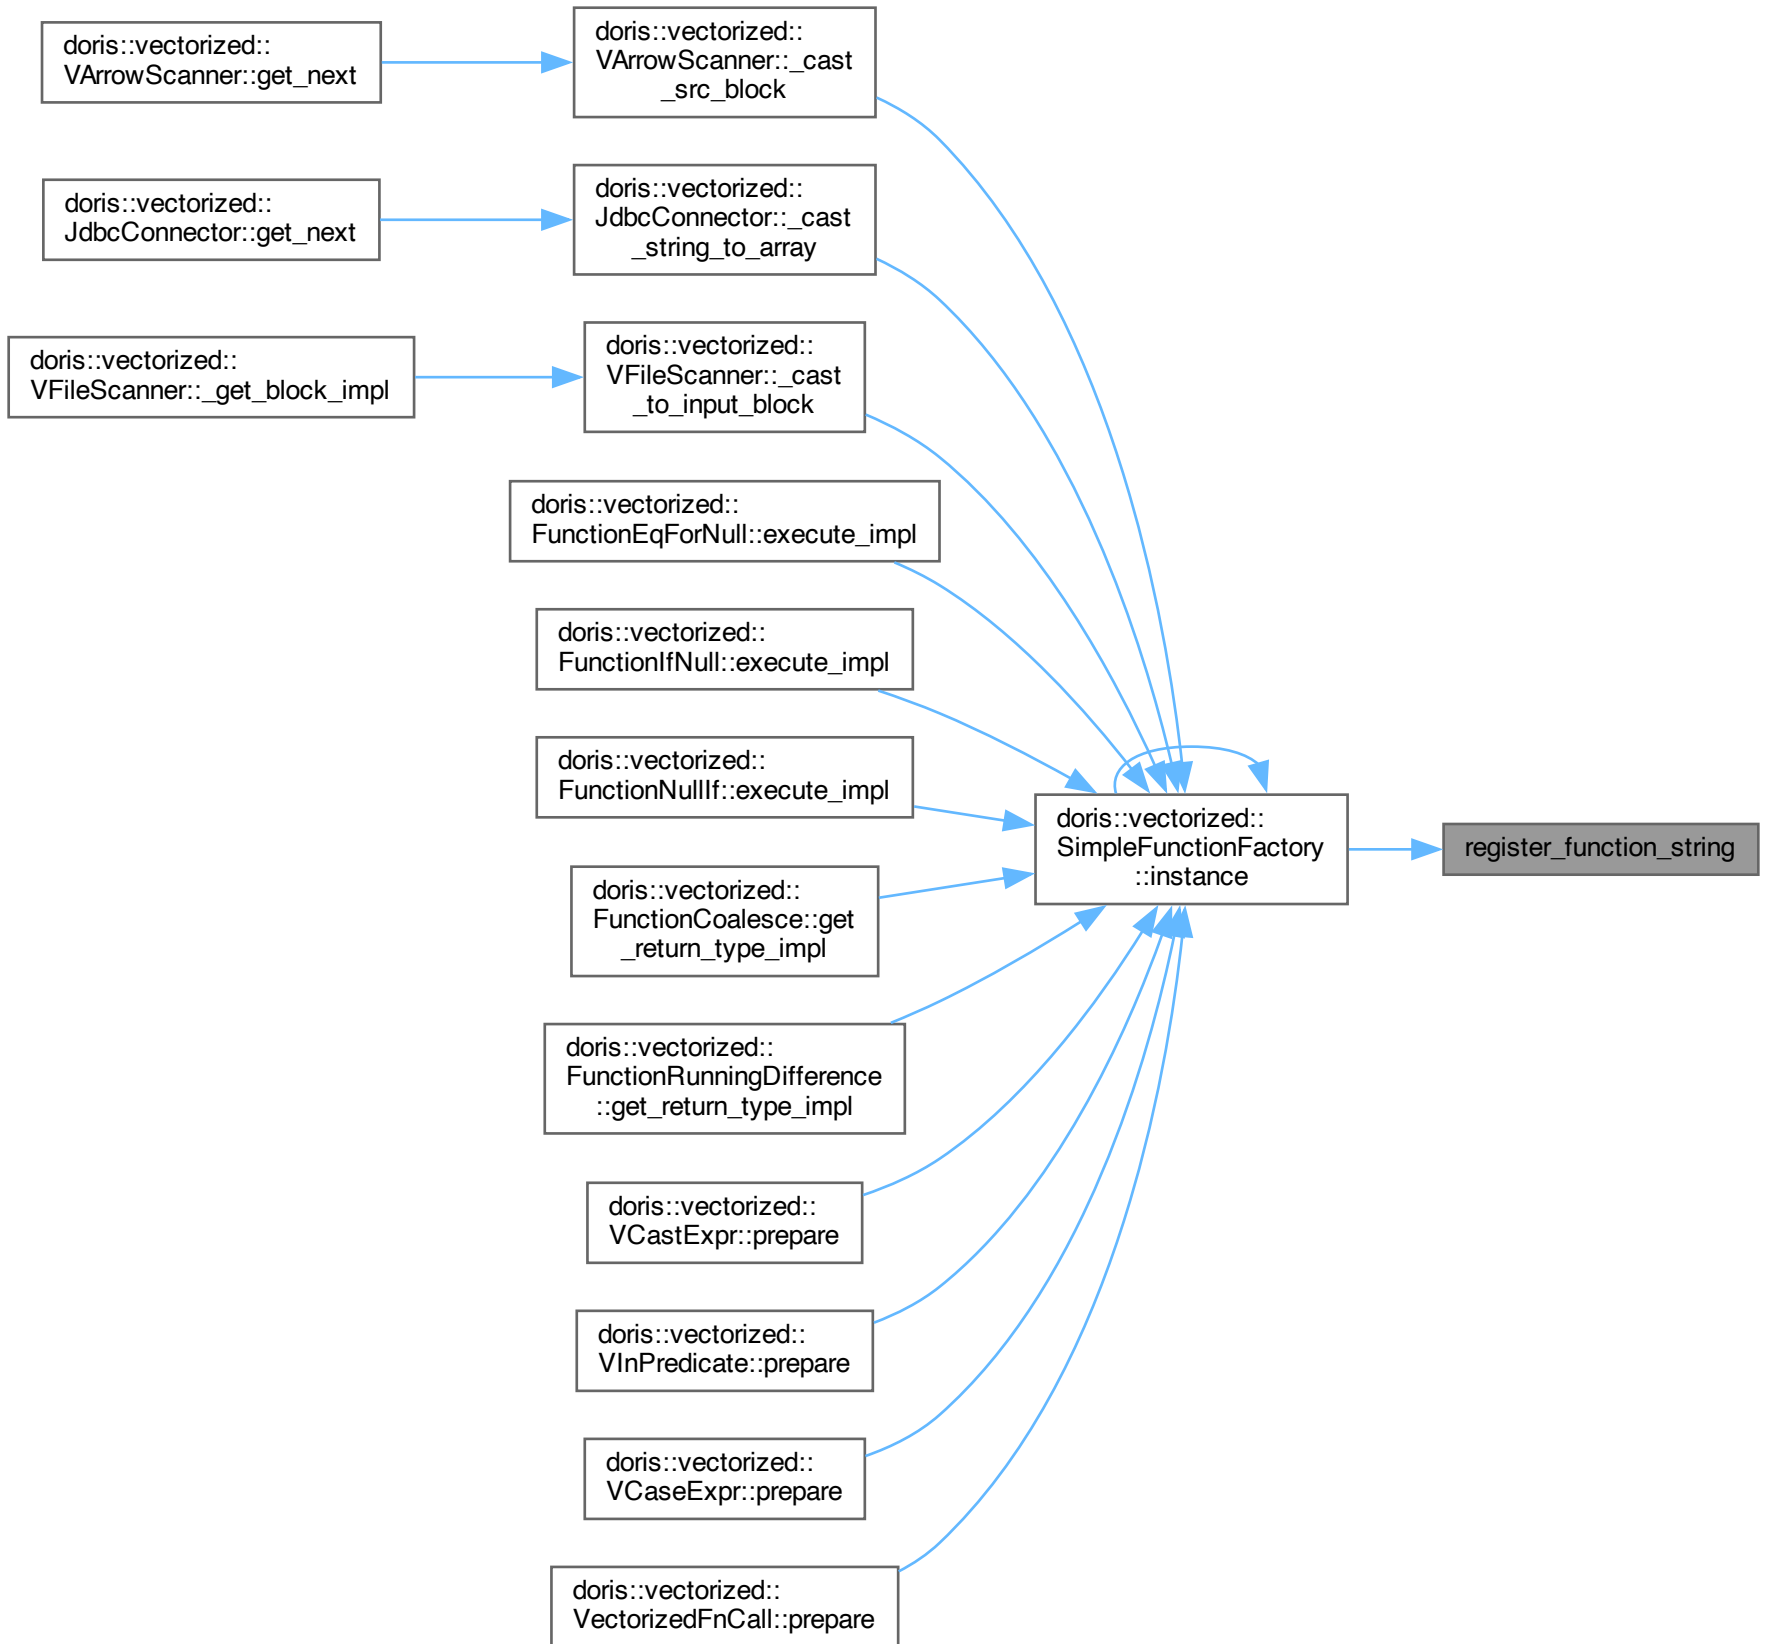 doris::vectorized::
VArrowScanner::get_next
doris::vectorized::
VArrowScanner::_cast
_src_block
doris::vectorized::
JdbcConnector::get_next
doris::vectorized::
JdbcConnector::_cast
_string_to_array
doris::vectorized::
VFileScanner::_get_block_impl
doris::vectorized::
VFileScanner::_cast
_to_input_block
doris::vectorized::
FunctionEqForNull::execute_impl
doris::vectorized::
FunctionIfNull::execute_impl
doris::vectorized::
FunctionNullIf::execute_impl
doris::vectorized::
SimpleFunctionFactory
::instance
register_function_string
doris::vectorized::
FunctionCoalesce::get
_return_type_impl
doris::vectorized::
FunctionRunningDifference
::get_return_type_impl
doris::vectorized::
VCastExpr::prepare
doris::vectorized::
VInPredicate::prepare
doris::vectorized::
VCaseExpr::prepare
doris::vectorized::
VectorizedFnCall::prepare